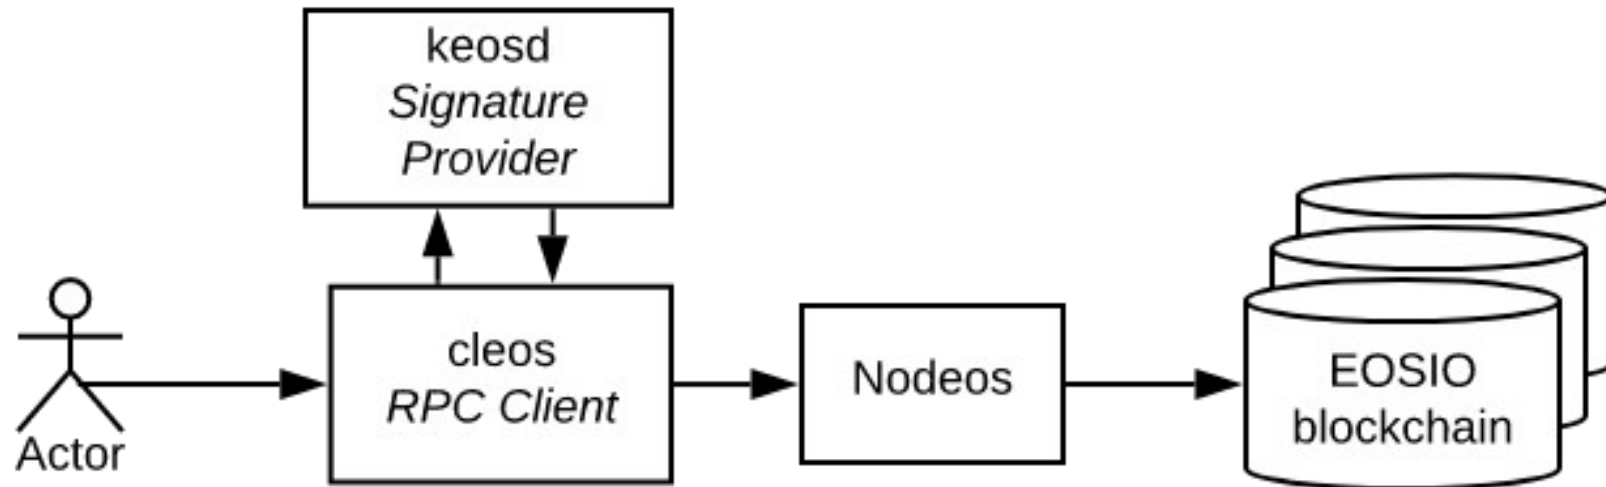 keosd
Signature
Provider
Actor
cleos
RPC Client
Nodeos
EOSIO
blockchain